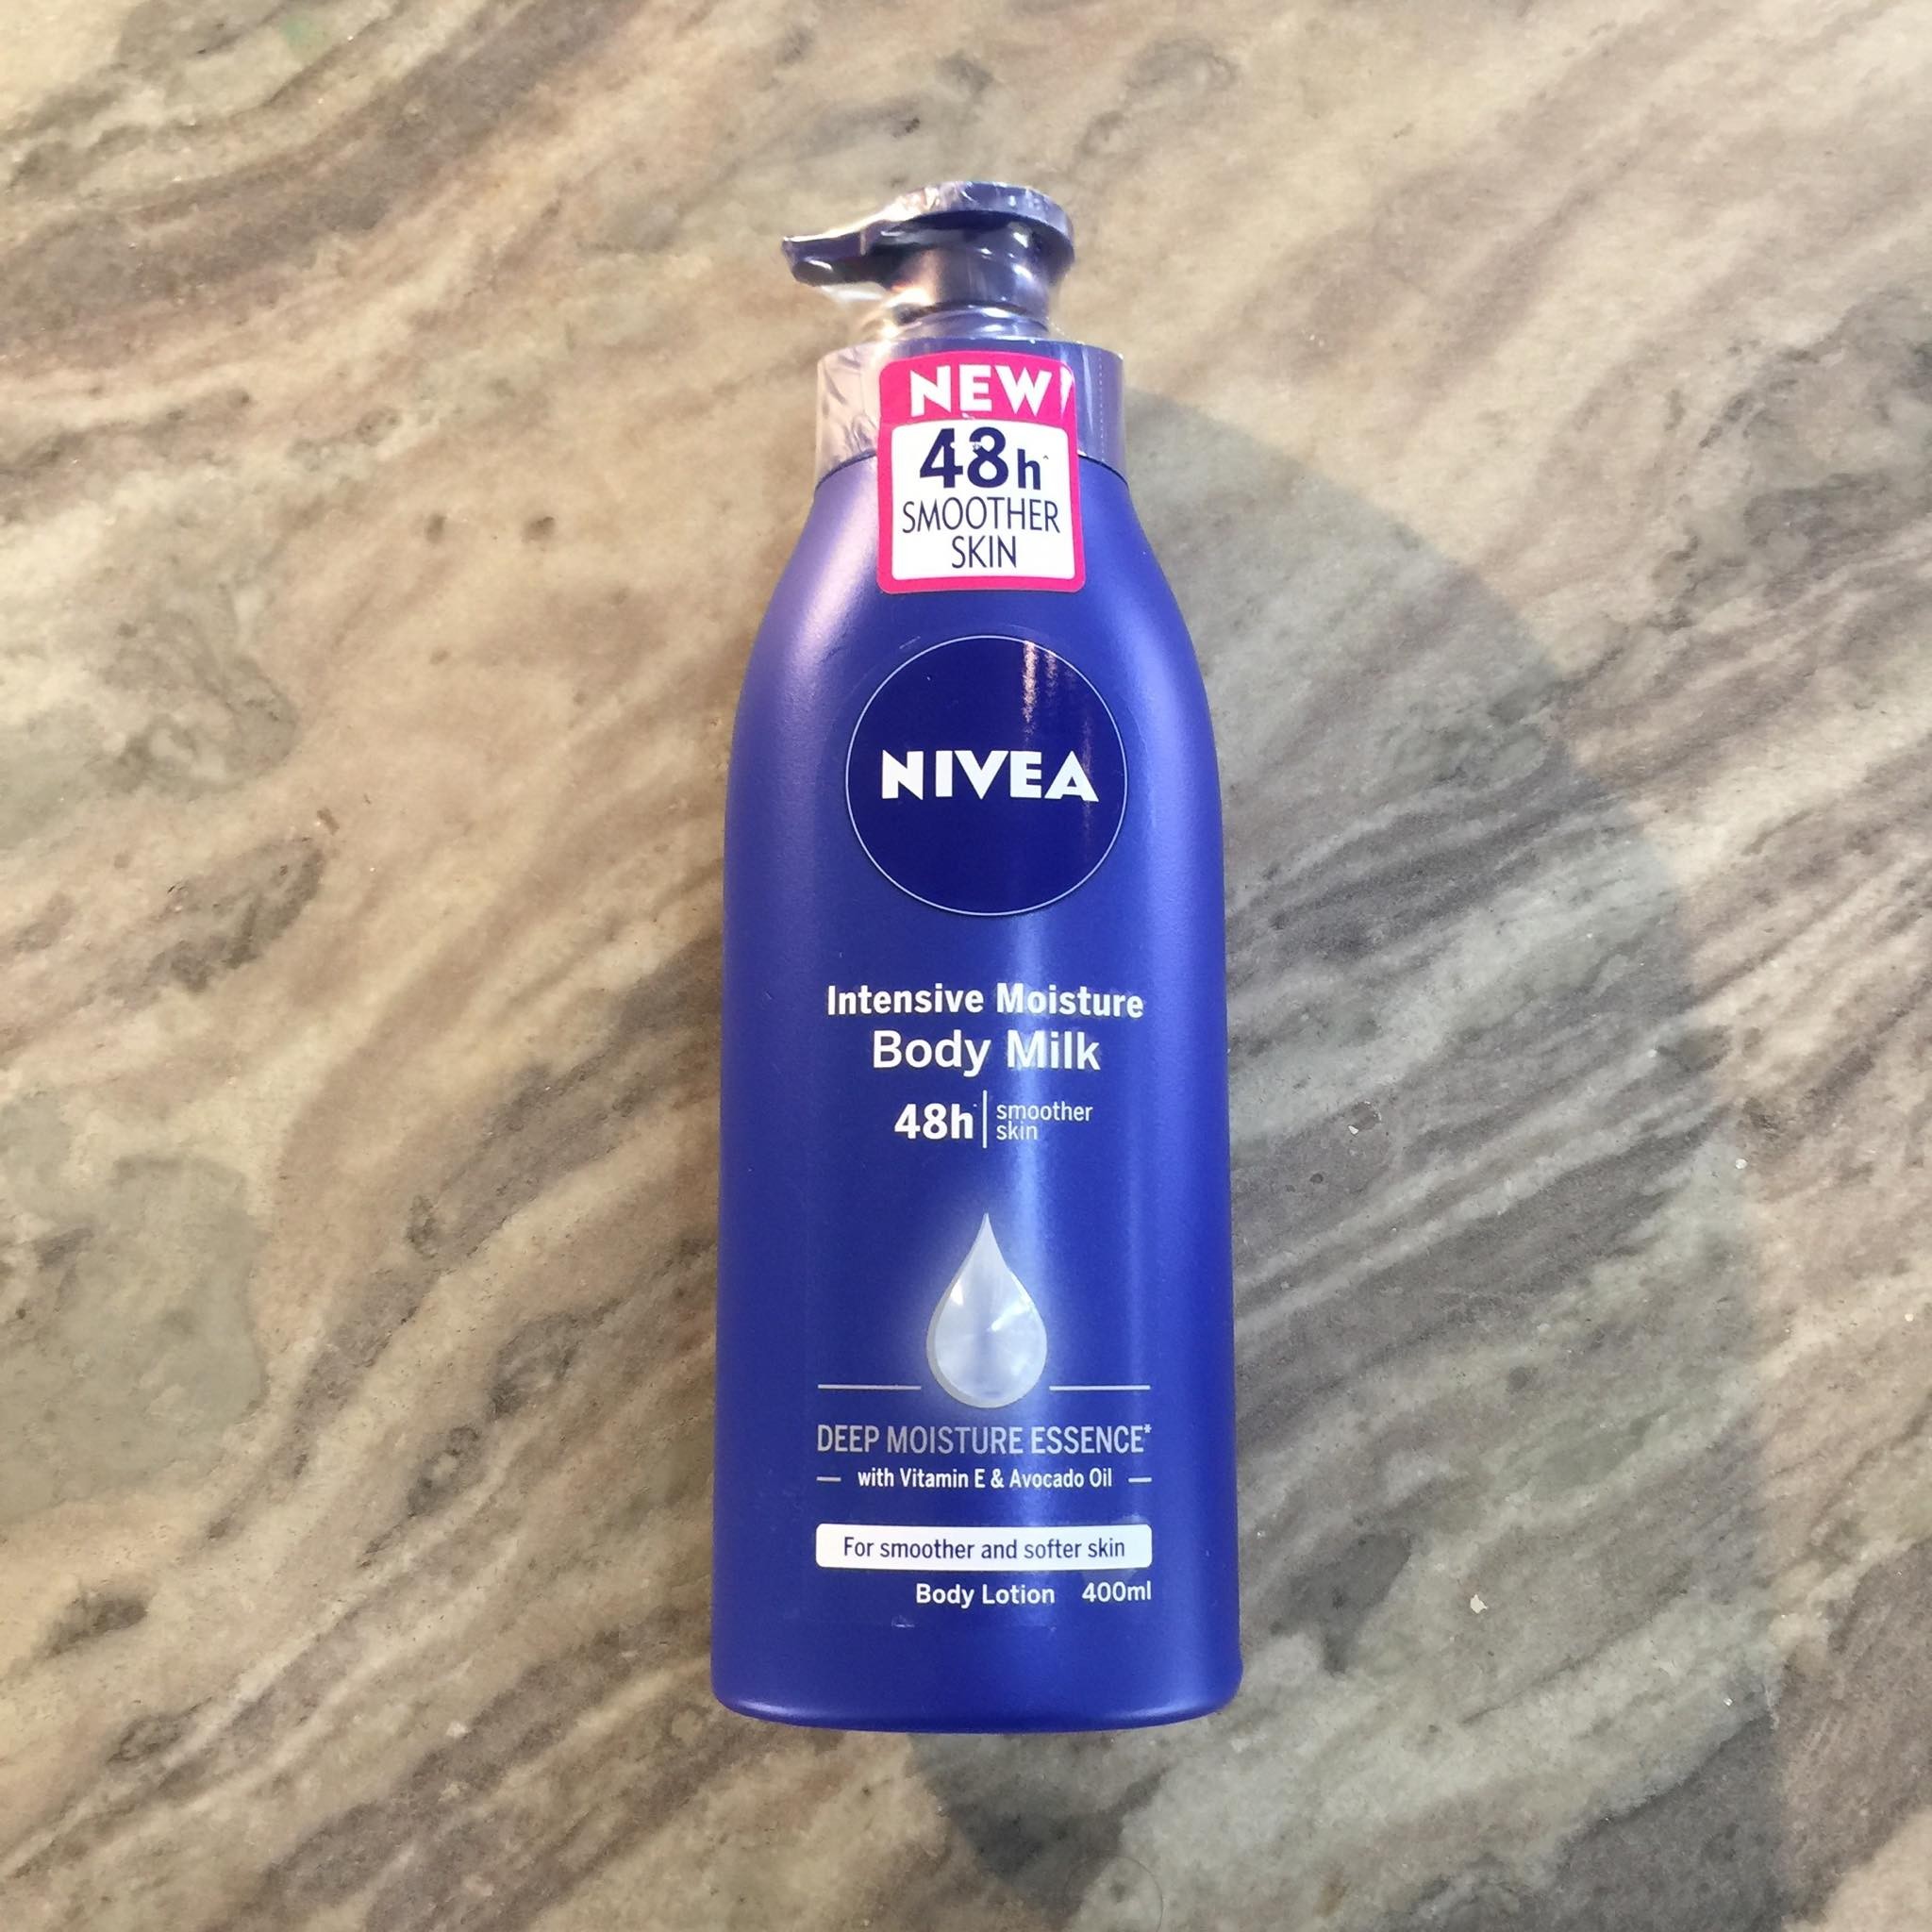 NEW!
48h^
SMOOTHER
SKIN
NIVEA
Intensive Moisture
Body Milk
48h^ smoother
skin
DEEP MOISTURE ESSENCE*
with Vitamin E & Avocado Oil
For smoother and softer skin
Body Lotion 400ml